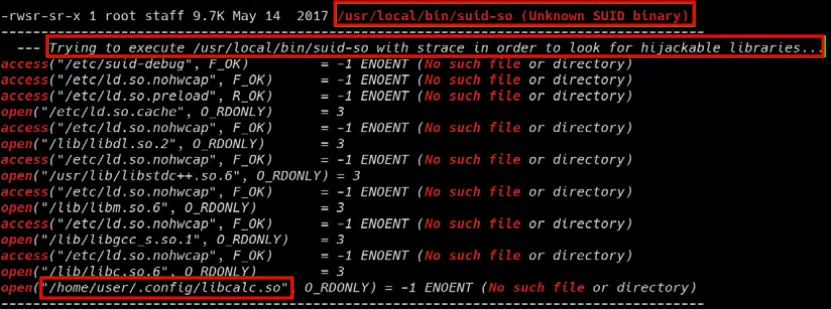 -rwsr-sr-x 1 root staff 9.7K May 14  2017 /usr/local/bin/suid-so (Unknown SUID binary)
--------------------------------------------------------------------------------
  --- Trying to execute /usr/local/bin/suid-so with strace in order to look for hijackable libraries...
access("/etc/suid-debug", F_OK)         = -1 ENOENT (No such file or directory)
access("/etc/ld.so.nohwcap", F_OK)      = -1 ENOENT (No such file or directory)
access("/etc/ld.so.preload", R_OK)      = -1 ENOENT (No such file or directory)
open("/etc/ld.so.cache", O_RDONLY)      = 3
access("/etc/ld.so.nohwcap", F_OK)      = -1 ENOENT (No such file or directory)
open("/lib/libdl.so.2", O_RDONLY)       = 3
access("/etc/ld.so.nohwcap", F_OK)      = -1 ENOENT (No such file or directory)
open("/usr/lib/libstdc++.so.6", O_RDONLY) = 3
access("/etc/ld.so.nohwcap", F_OK)      = -1 ENOENT (No such file or directory)
open("/lib/libm.so.6", O_RDONLY)        = 3
access("/etc/ld.so.nohwcap", F_OK)      = -1 ENOENT (No such file or directory)
open("/lib/libgcc_s.so.1", O_RDONLY)    = 3
access("/etc/ld.so.nohwcap", F_OK)      = -1 ENOENT (No such file or directory)
open("/lib/libc.so.6", O_RDONLY)        = 3
open("/home/user/.config/libcalc.so", O_RDONLY) = -1 ENOENT (No such file or directory)
--------------------------------------------------------------------------------